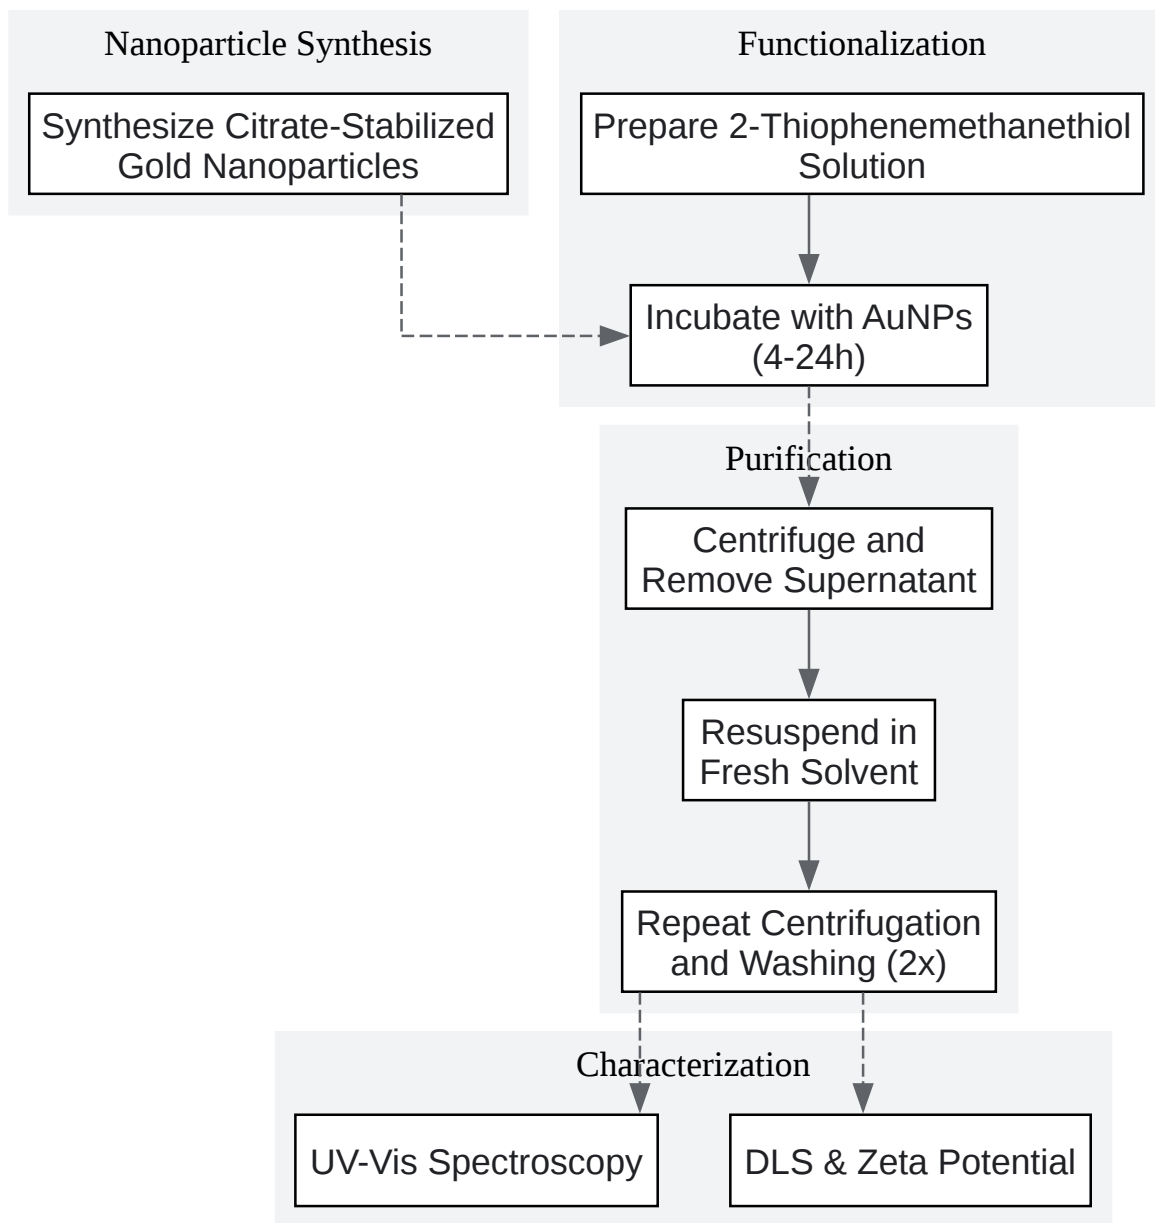 Nanoparticle Synthesis
Synthesize Citrate-Stabilized
Gold Nanoparticles
Functionalization
Prepare 2-Thiophenemethanethiol
Solution
Incubate with AuNPs
(4-24h)
Purification
Centrifuge and
Remove Supernatant
Resuspend in
Fresh Solvent
Repeat Centrifugation
and Washing (2x)
Characterization
UV-Vis Spectroscopy
DLS & Zeta Potential